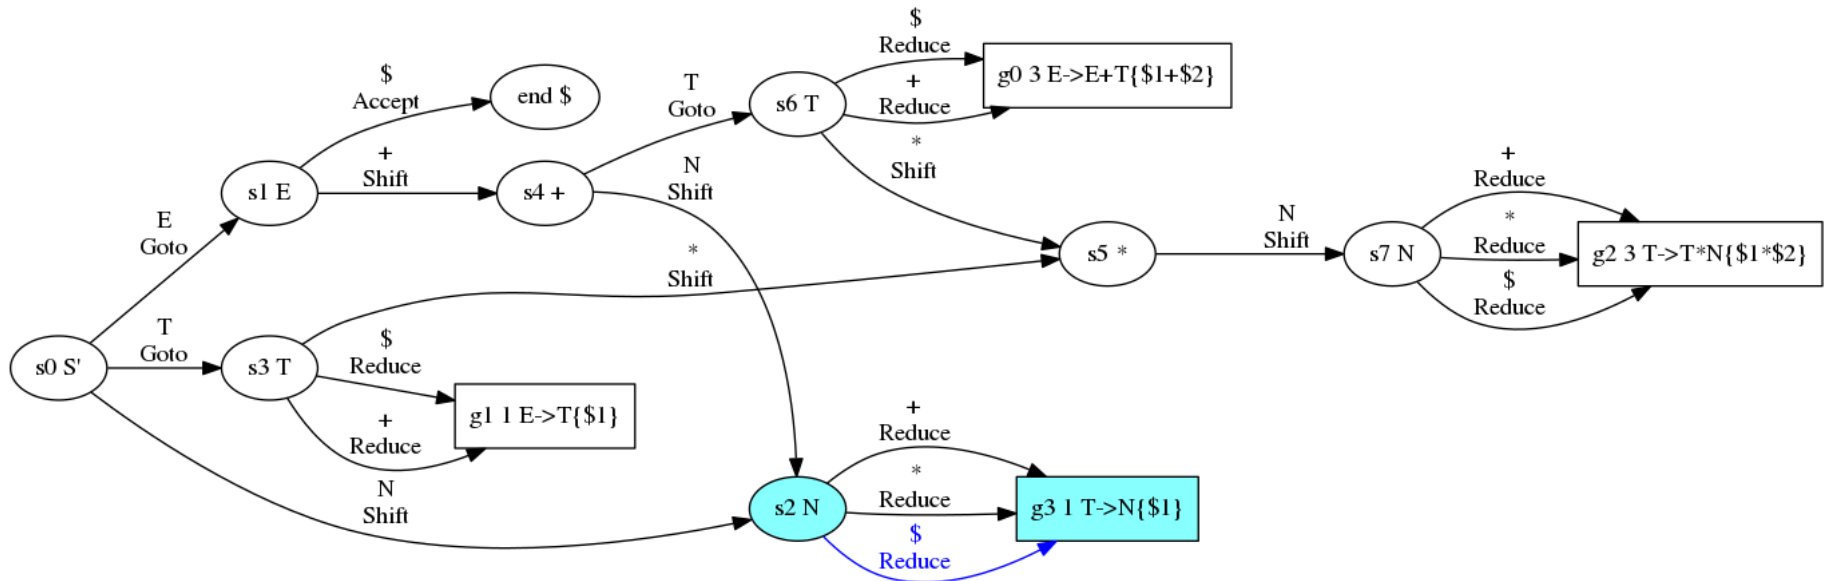 $
Reduce
g0 3 E->E+T{$1+$2}
+
Reduce
$
Accept
end $
T
Goto
s6 T
*
Shift
+
Shift
s1 E
s4 +
N
Shift
E
Goto
*
Shift
s5 *
N
Shift
s7 N
+
Reduce
*
Reduce
$
Reduce
g2 3 T->T*N{$1*$2}
s0 S'
T
Goto
s3 T
$
Reduce
+
Reduce
g1 1 E->T{$1}
N
Shift
s2 N
+
Reduce
*
Reduce
$
Reduce
g3 1 T->N{$1}